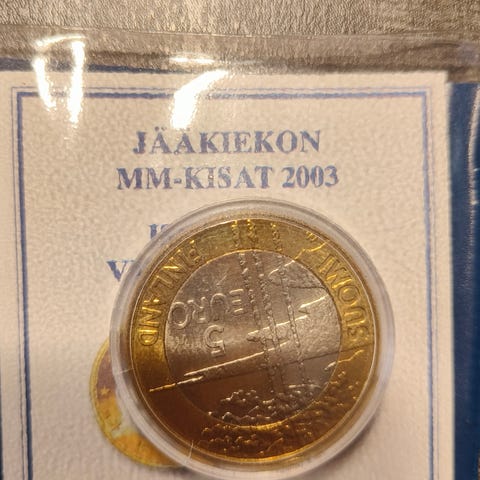 JÄÄKIEKON
MM-KISAT 2003
5
EURO
SUOMI
FINLAND